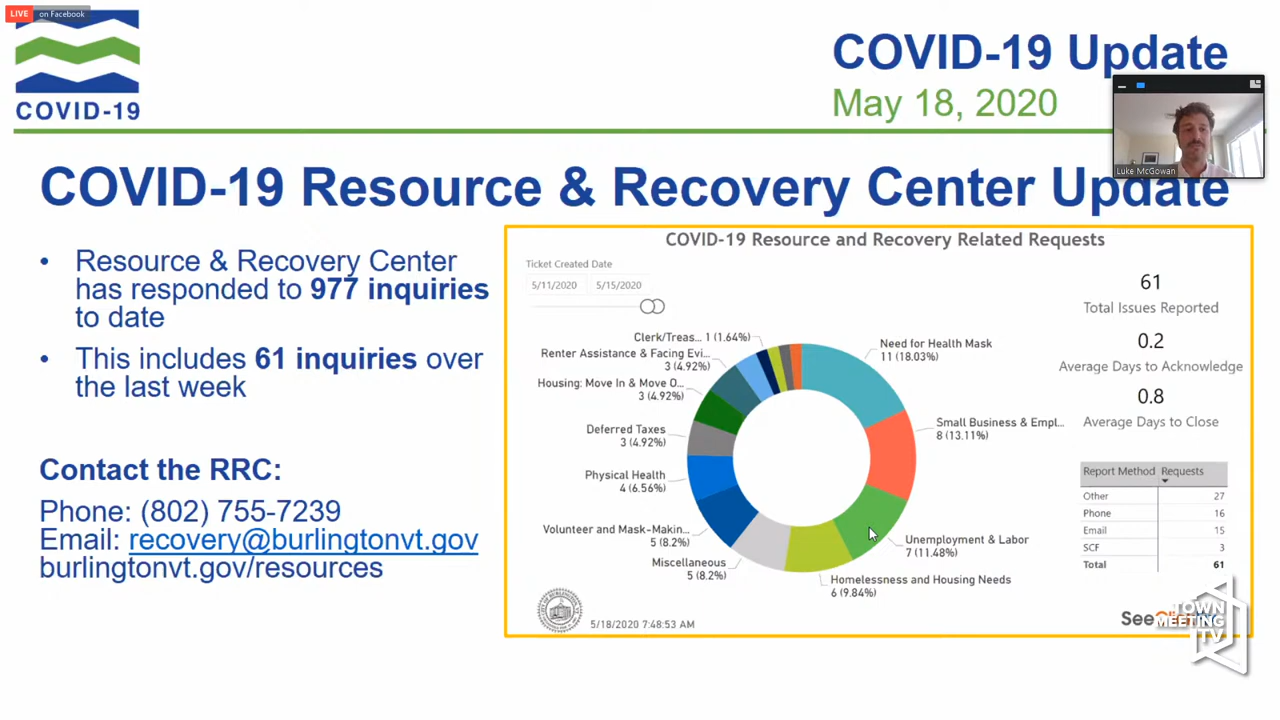 LIVE on Facebook
COVID-19
COVID-19 Update
May 18, 2020
Luke McGowan
COVID-19 Resource & Recovery Center Update
• Resource & Recovery Center
has responded to 977 inquiries
to date
• This includes 61 inquiries over
the last week
Contact the RRC:
Phone: (802) 755-7239
Email: recovery@burlingtonvt.gov
burlingtonvt.gov/resources
COVID-19 Resource and Recovery Related Requests
Ticket Created Date
5/11/2020 5/15/2020
Clerk/Treas... 1 (1.64%)
Renter Assistance & Facing Evi...
3 (4.92%)
Housing: Move In & Move O...
3 (4.92%)
Deferred Taxes
3 (4.92%)
Physical Health
4 (6.56%)
Volunteer and Mask-Makin...
5 (8.2%)
Miscellaneous
5 (8.2%)
Need for Health Mask
11 (18.03%)
Small Business & Empl...
8 (13.11%)
Unemployment & Labor
7 (11.48%)
Homelessness and Housing Needs
6 (9.84%)
61
Total Issues Reported
0.2
Average Days to Acknowledge
0.8
Average Days to Close
Report Method Requests
Other 27
Phone 16
Email 15
SCF 3
Total 61
5/18/2020 7:48:53 AM
See
TOWN
MEETING
TV